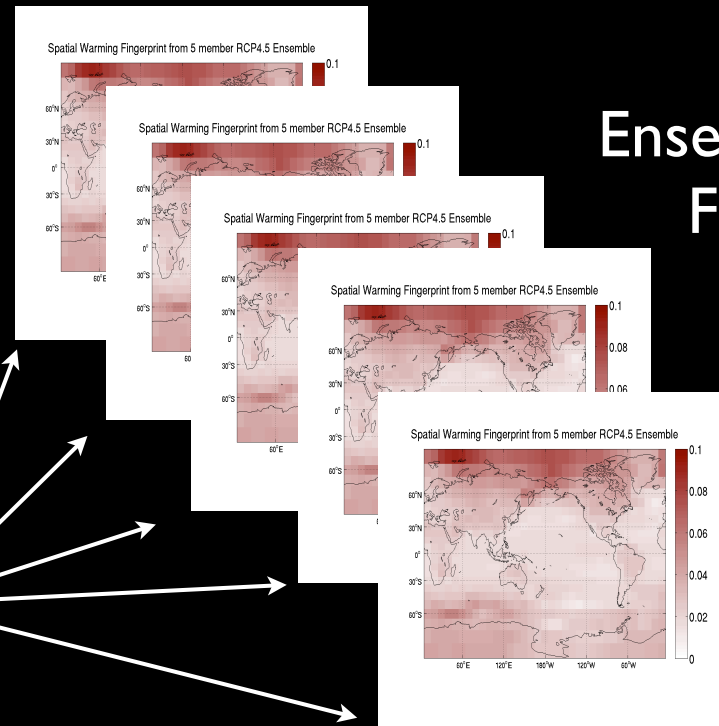 Spatial Warming Fingerprint from 5 member RCP4.5 Ensemble
0.1
60°N
30°N
0°
30°S
60°S
60°E
Spatial Warming Fingerprint from 5 member RCP4.5 Ensemble
0.1
60°N
30°N
0°
30°S
60°S
60
Spatial Warming Fingerprint from 5 member RCP4.5 Ensemble
0.1
60°N
30°N
0°
30°S
60°S
60°E
Spatial Warming Fingerprint from 5 member RCP4.5 Ensemble
0.1
0.08
0.06
60°N
30°N
0°
30°S
60°S
Spatial Warming Fingerprint from 5 member RCP4.5 Ensemble
0.1
0.08
0.06
0.04
0.02
0
60°N
30°N
0°
30°S
60°S
60°E 120°E 180°W 120°W 60°W
Ense
F